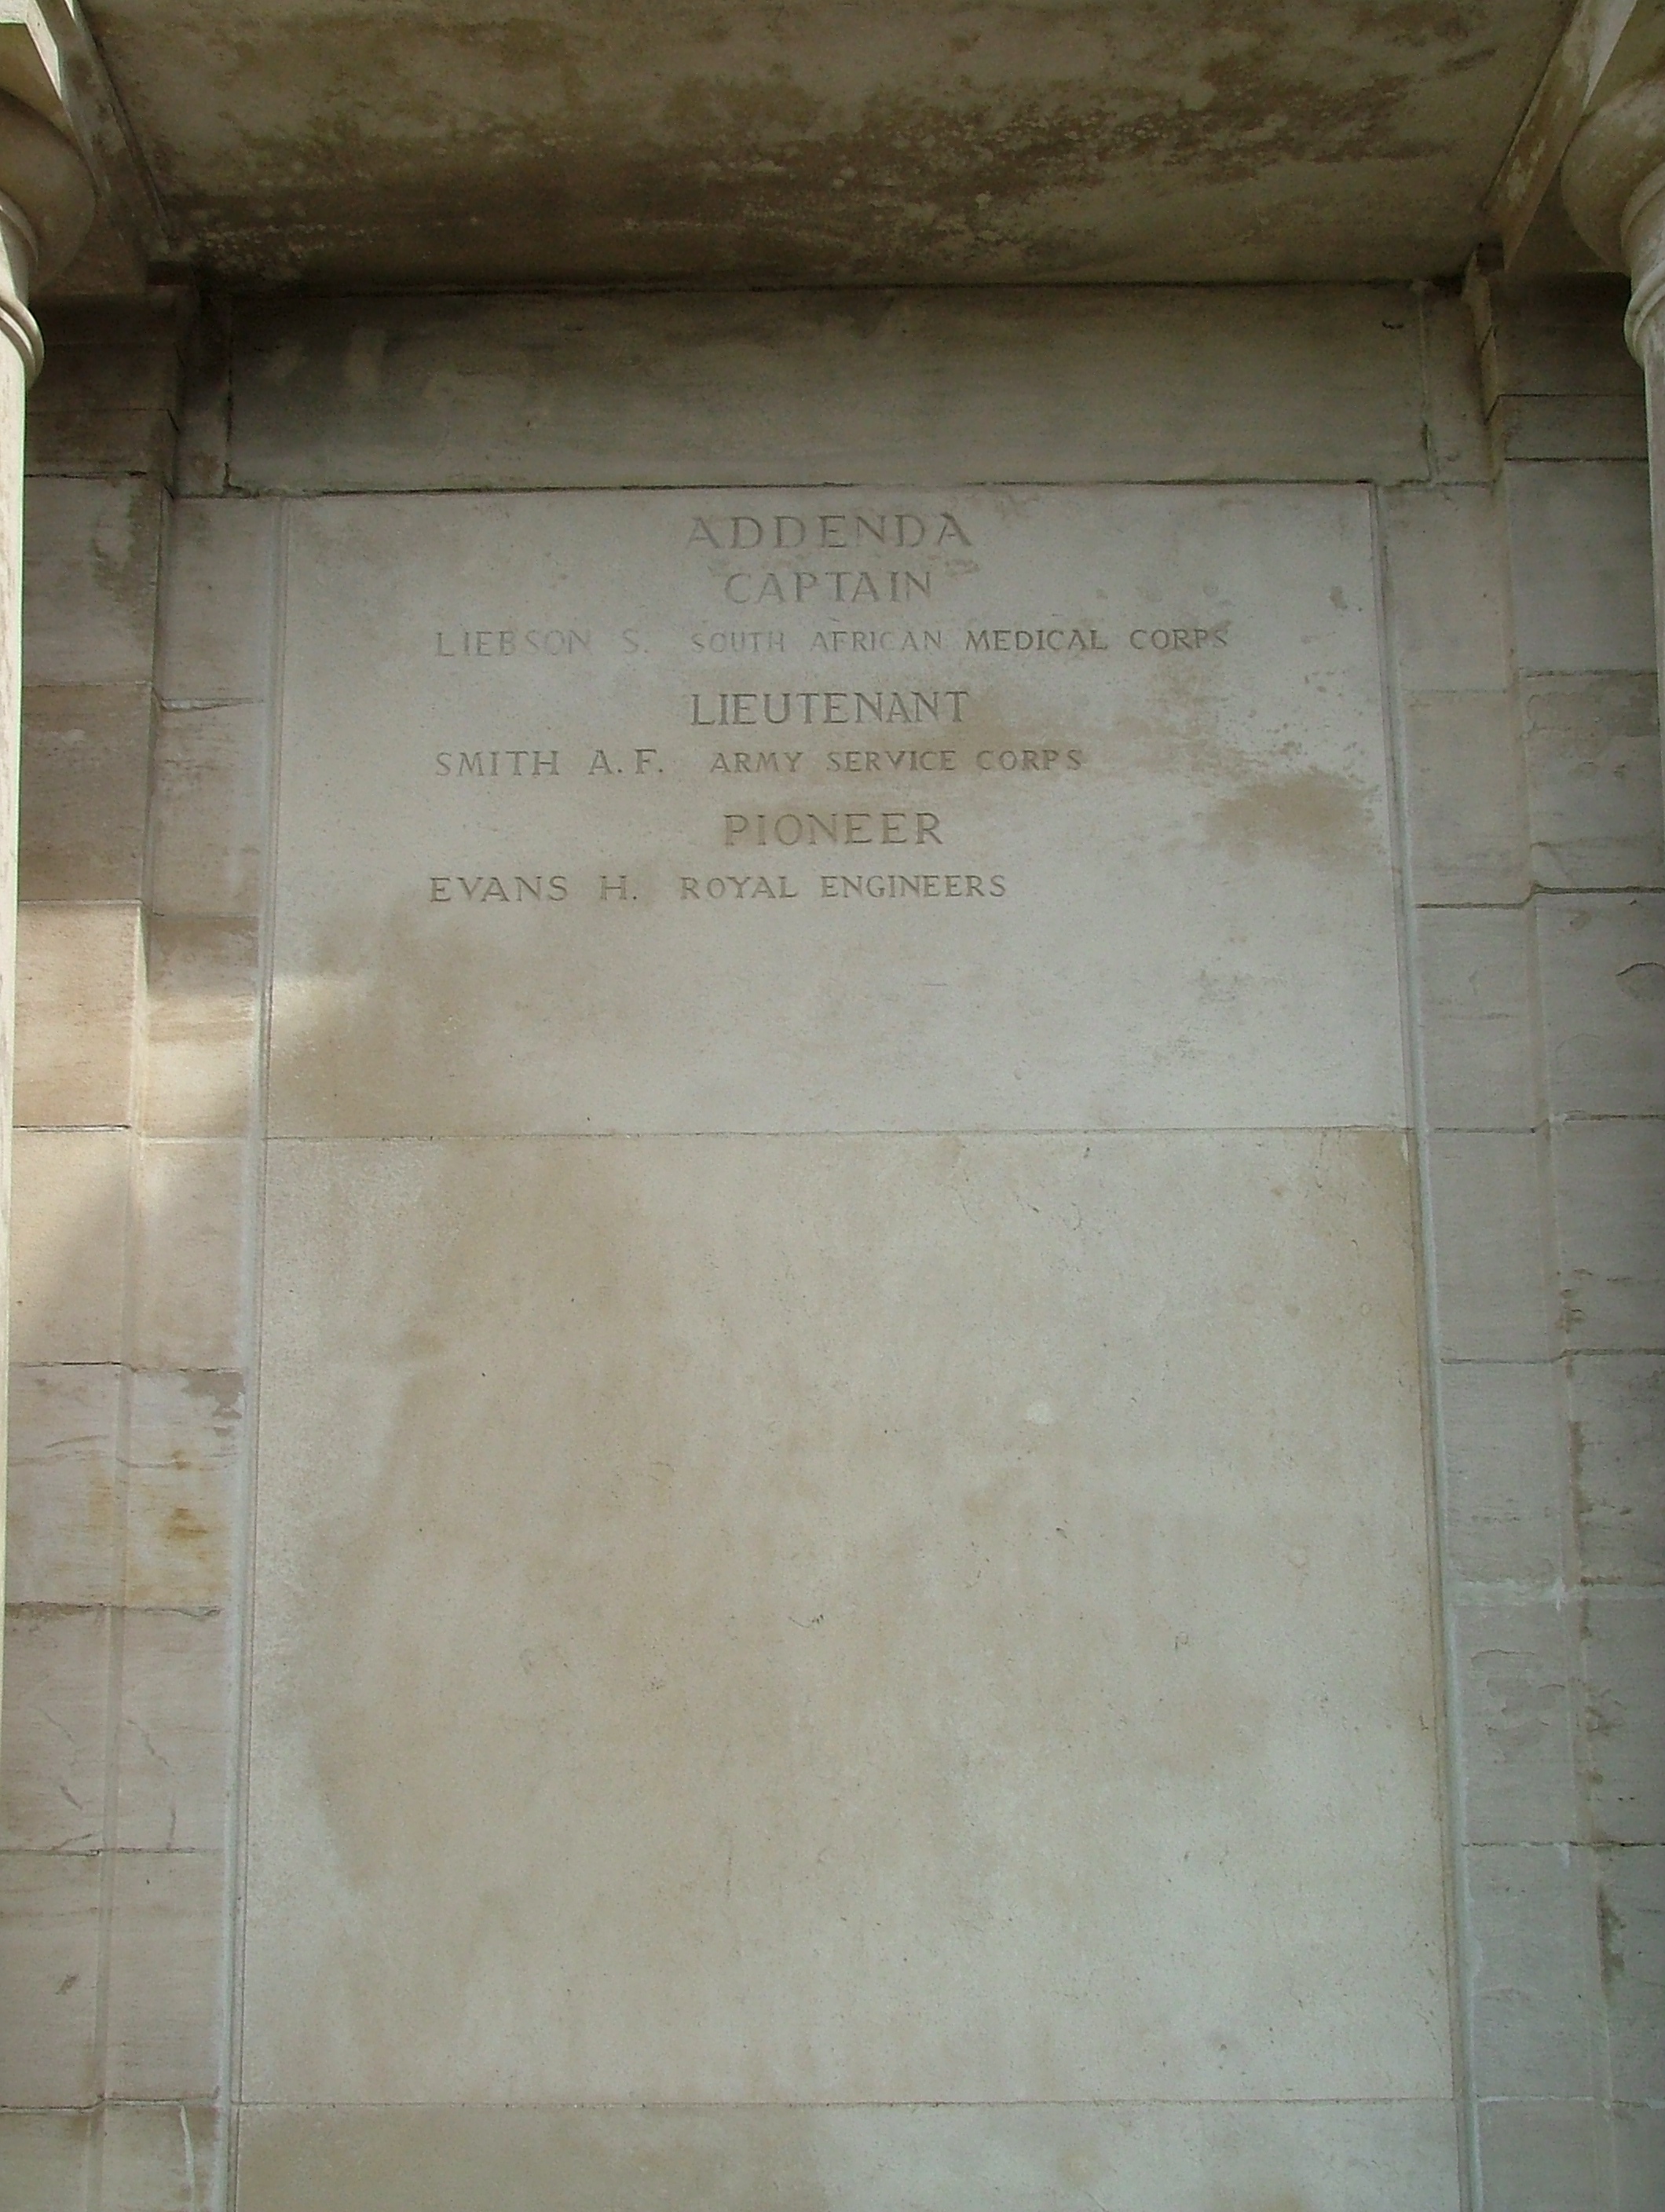 ADDENDA
CAPTAIN
LIEBSON S. SOUTH AFRICAN MEDICAL CORPS
LIEUTENANT
SMITH A.F. ARMY SERVICE CORPS
PIONEER
EVANS H. ROYAL ENGINEERS